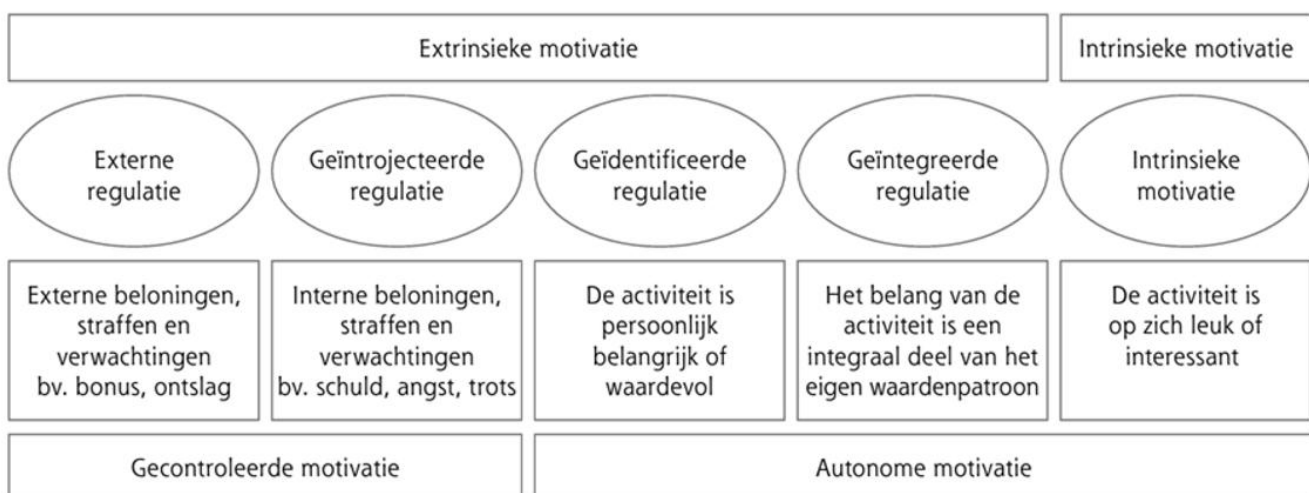 Extrinsieke motivatie
Intrinsieke motivatie
Externe
regulatie
Geïntrojecteerde
regulatie
Geïdentificeerde
regulatie
Geïntegreerde
regulatie
Intrinsieke
motivatie
Externe beloningen,
straffen en
verwachtingen
bv. bonus, ontslag
Interne beloningen,
straffen en
verwachtingen
bv. schuld, angst, trots
De activiteit is
persoonlijk
belangrijk of
waardevol
Het belang van de
activiteit is een
integraal deel van het
eigen waardenpatroon
De activiteit is
op zich leuk of
interessant
Gecontroleerde motivatie
Autonome motivatie